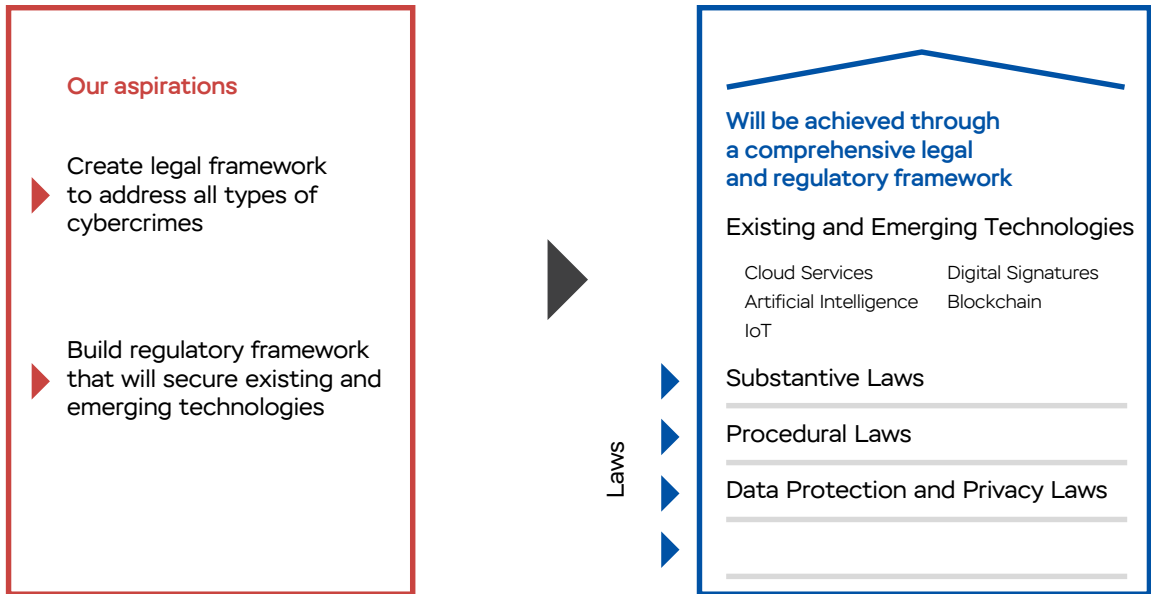 Our aspirations
Create legal framework
to address all types of
cybercrimes
Build regulatory framework
that will secure existing and
emerging technologies
Laws
Will be achieved through
a comprehensive legal
and regulatory framework
Existing and Emerging Technologies
Cloud Services
Digital Signatures
Artificial Intelligence
Blockchain
IoT
Substantive Laws
Procedural Laws
Data Protection and Privacy Laws